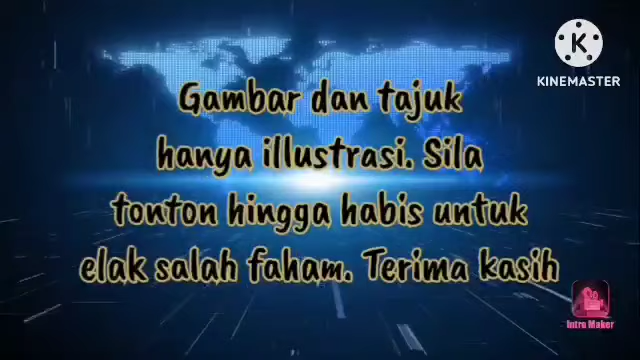 KINEMASTER
Gambar dan tajuk
hanya illustrasi. Sila
tonton hingga habis untuk
elak salah faham. Terima kasih
Intro Maker